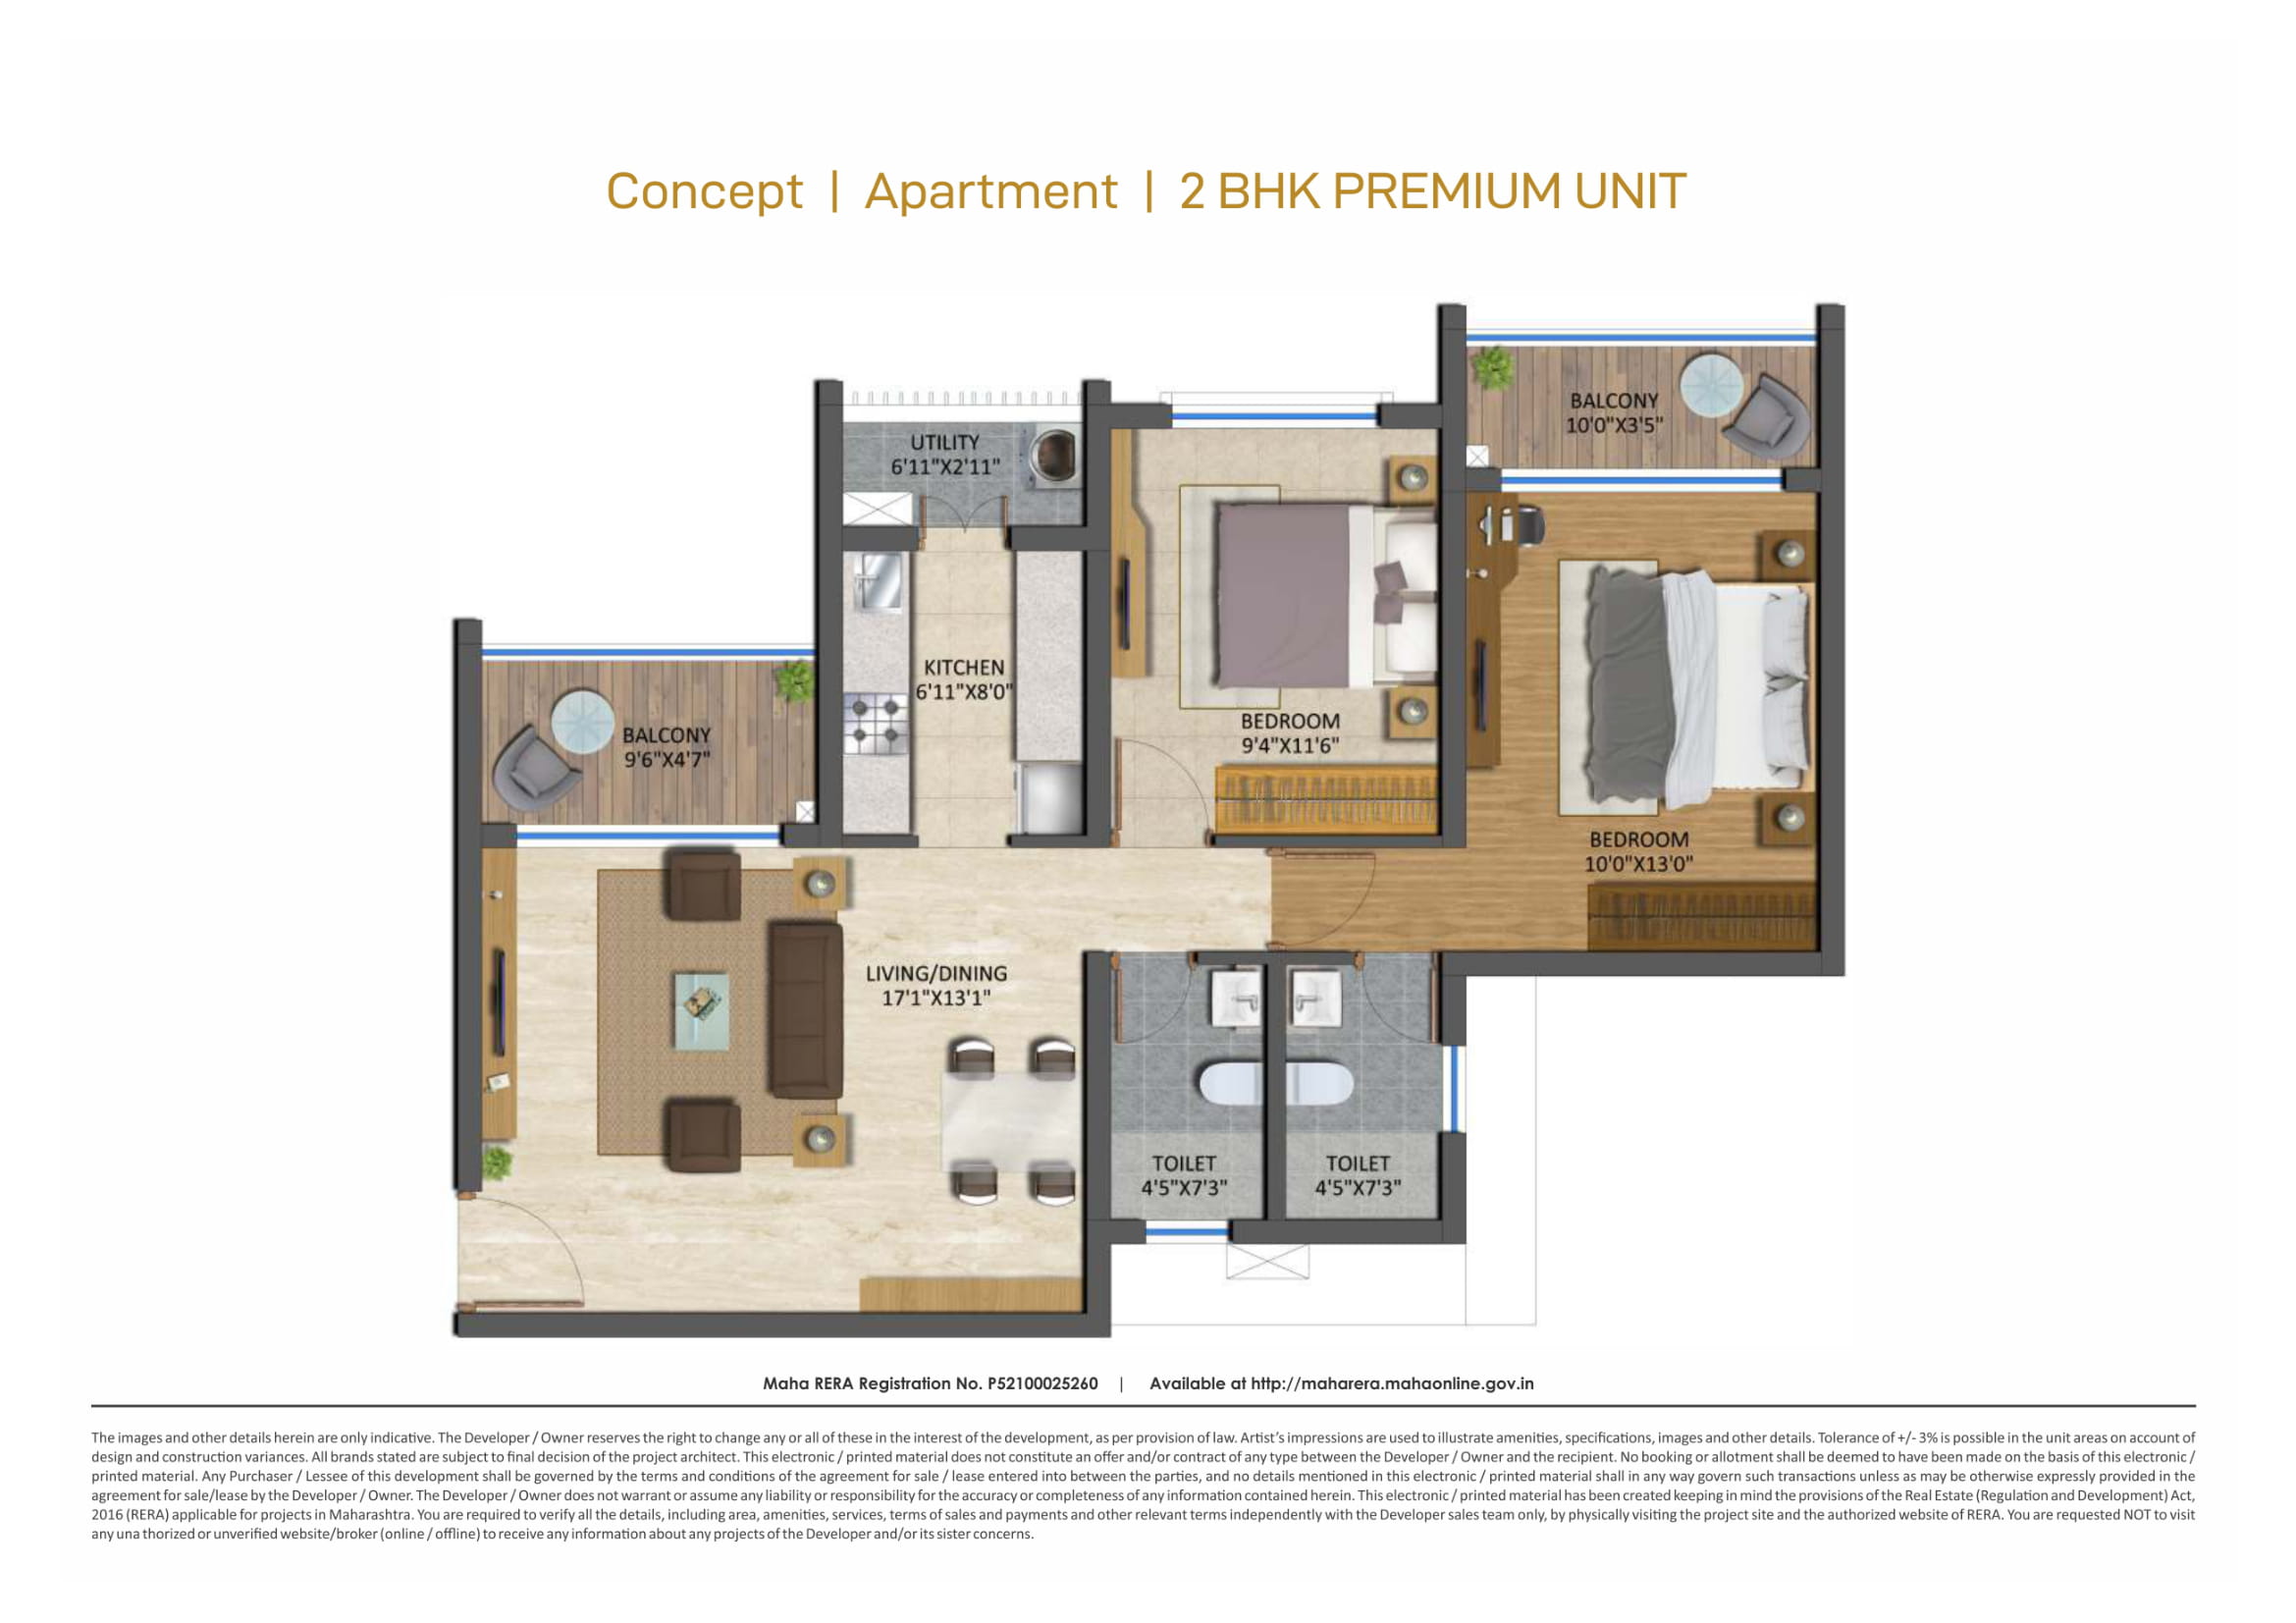 Concept | Apartment | 2 BHK PREMIUM UNIT
BALCONY
10'0"X3'5"
UTILITY
6'11"X2'11"
KITCHEN
6'11"X8'0"
BEDROOM
9'4"X11'6"
BALCONY
9'6"X4'7"
BEDROOM
10'0"X13'0"
LIVING/DINING
17'1"X13'1"
TOILET
4'5"X7'3"
TOILET
4'5"X7'3"
Maha RERA Registration No. P52100025260 | Available at http://maharera.mahaonline.gov.in
The images and other details herein are only indicative. The Developer / Owner reserves the right to change any or all of these in the interest of the development, as per provision of law. Artist's impressions are used to illustrate amenities, specifications, images and other details. Tolerance of +/- 3% is possible in the unit areas on account of
design and construction variances. All brands stated are subject to final decision of the project architect. This electronic / printed material does not constitute an offer and/or contract of any type between the Developer / Owner and the recipient. No booking or allotment shall be deemed to have been made on the basis of this electronic /
printed material. Any Purchaser / Lessee of this development shall be governed by the terms and conditions of the agreement for sale / lease entered into between the parties, and no details mentioned in this electronic / printed material shall in any way govern such transactions unless as may be otherwise expressly provided in the
agreement for sale/lease by the Developer / Owner. The Developer / Owner does not warrant or assume any liability or responsibility for the accuracy or completeness of any information contained herein. This electronic / printed material has been created keeping in mind the provisions of the Real Estate (Regulation and Development) Act,
2016 (RERA) applicable for projects in Maharashtra. You are required to verify all the details, including area, amenities, services, terms of sales and payments and other relevant terms independently with the Developer sales team only, by physically visiting the project site and the authorized website of RERA. You are requested NOT to visit
any una thorized or unverified website/broker (online / offline) to receive any information about any projects of the Developer and/or its sister concerns.